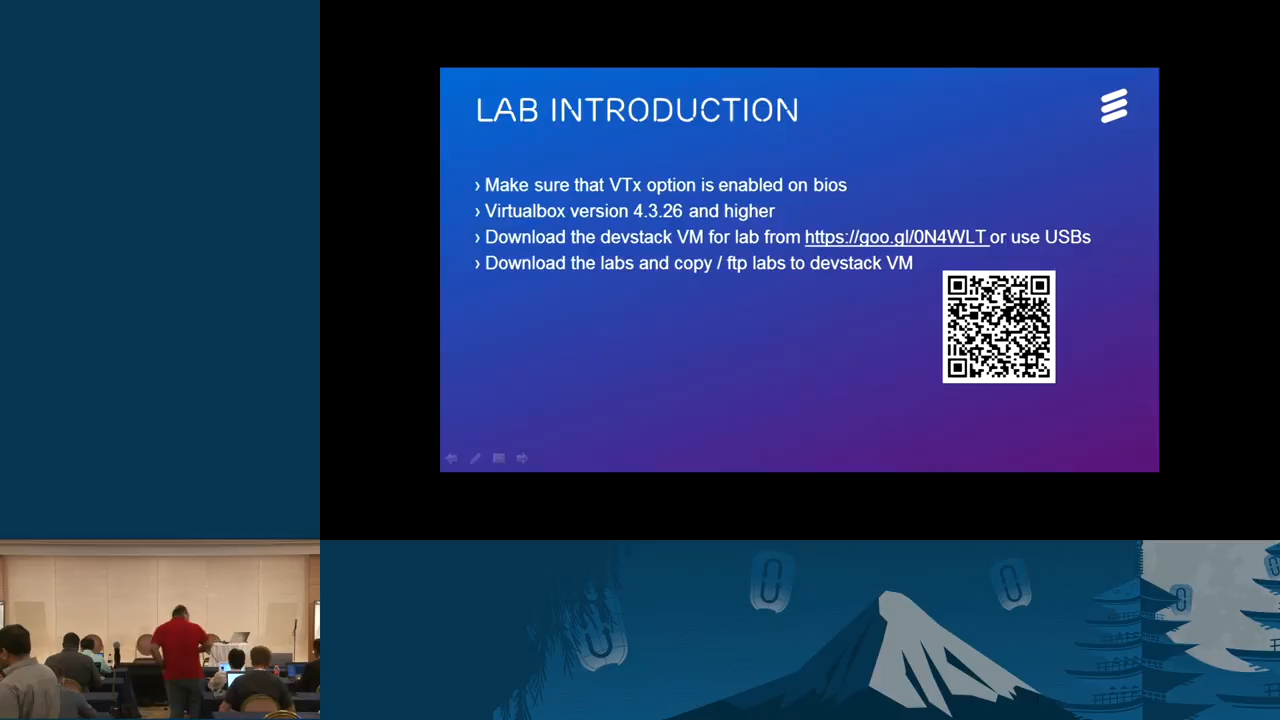 LAB INTRODUCTION
› Make sure that VTx option is enabled on bios
› Virtualbox version 4.3.26 and higher
› Download the devstack VM for lab from https://goo.gl/0N4WLT or use USBs
› Download the labs and copy / ftp labs to devstack VM